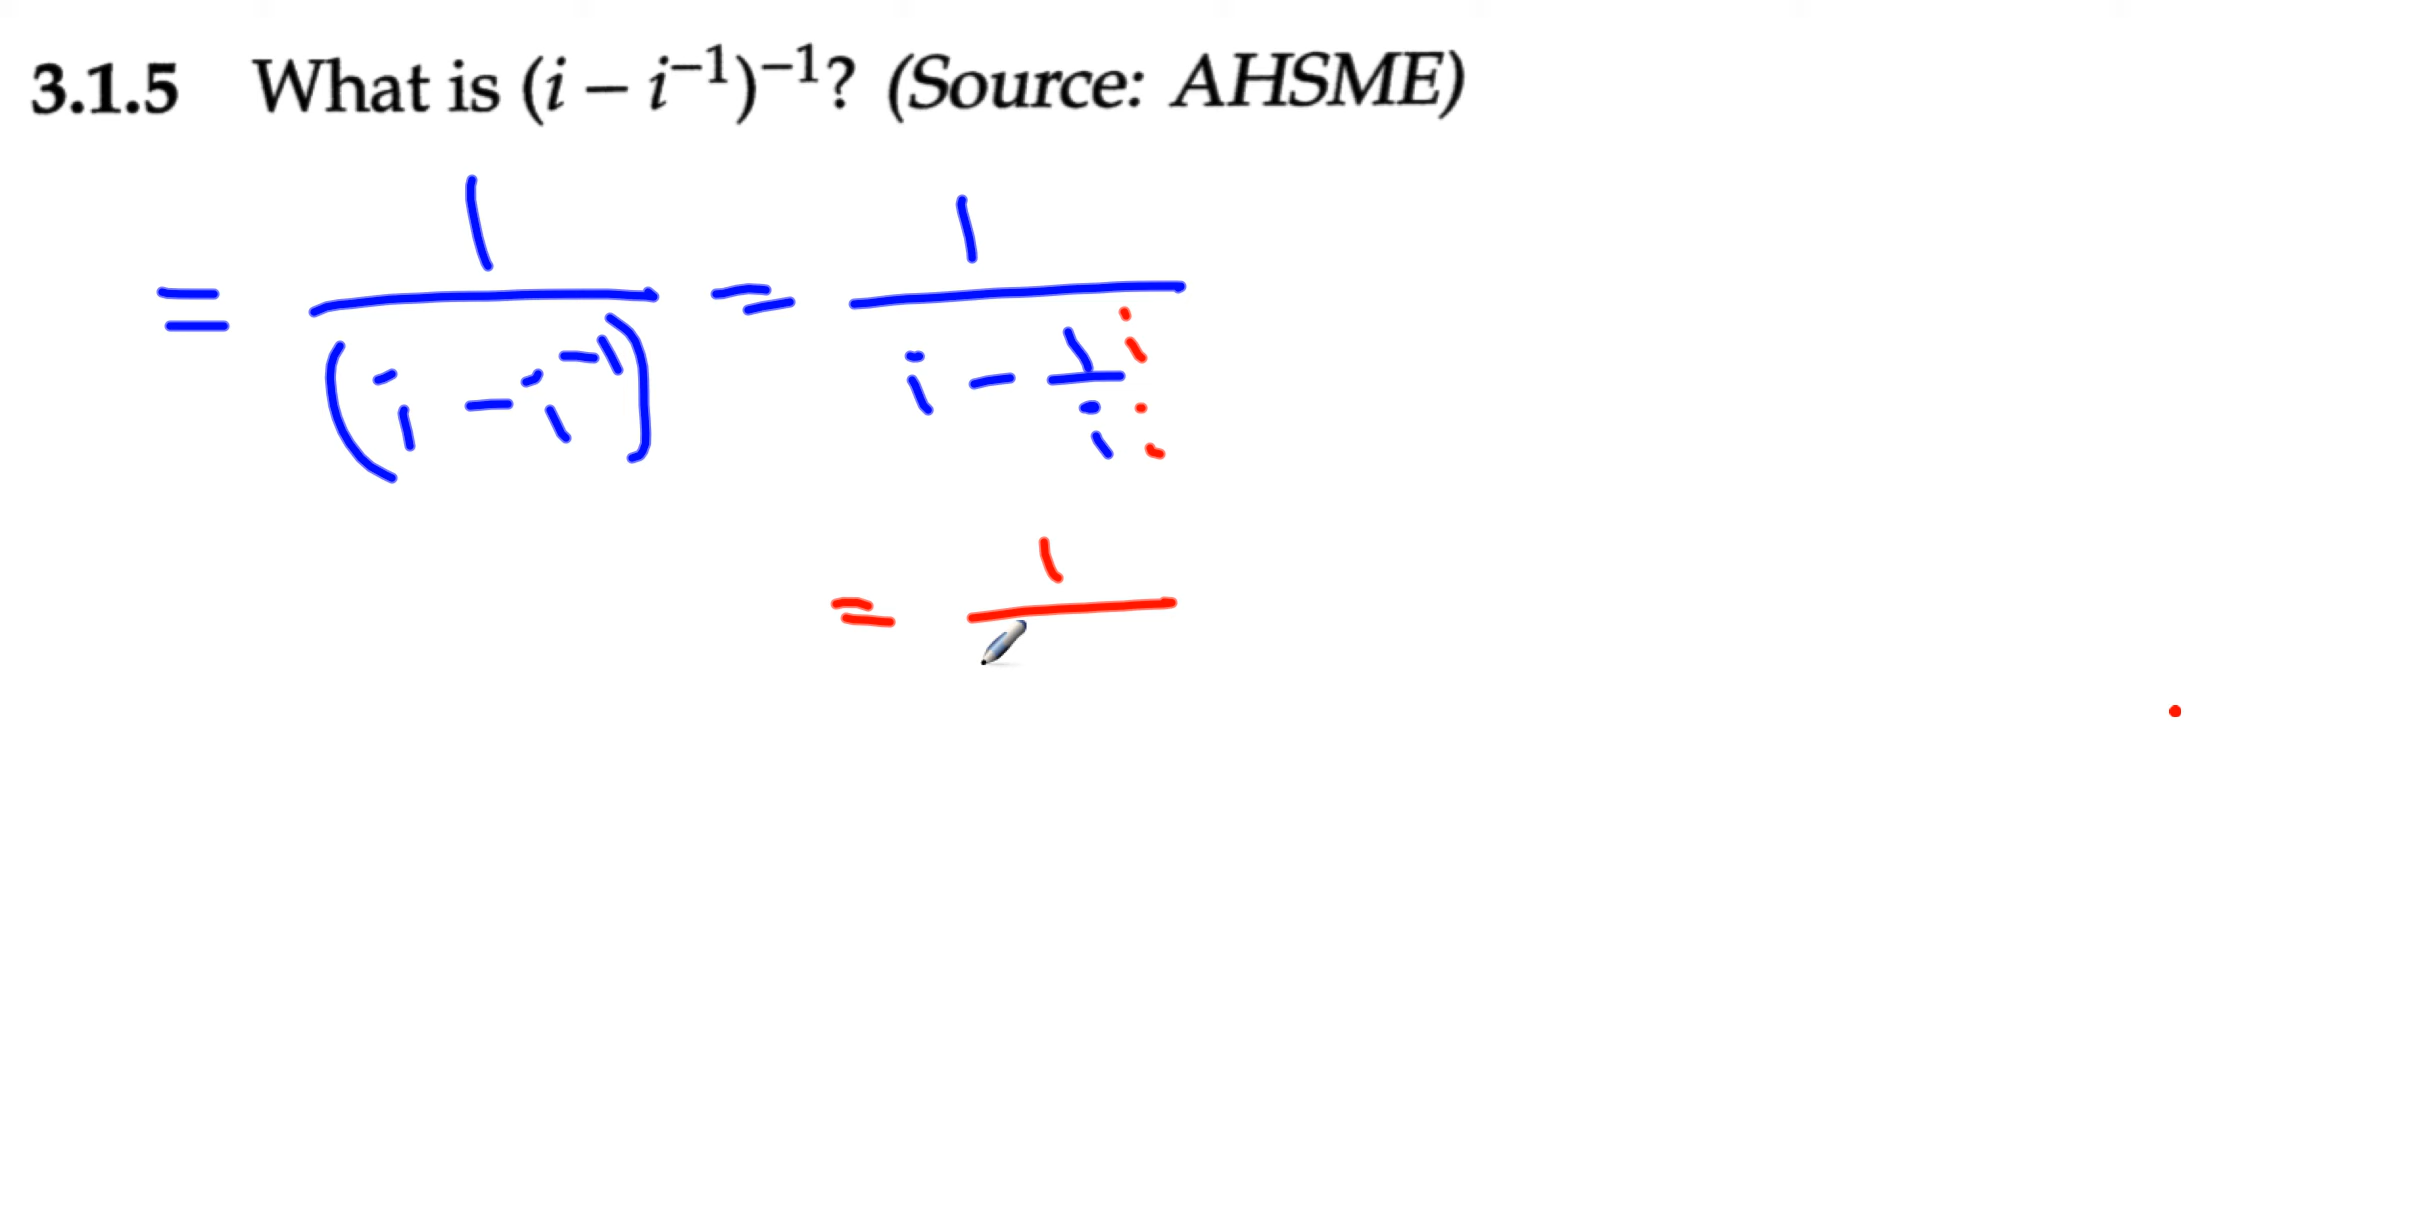 3.1.5 What is (i − i⁻¹)⁻¹? (Source: AHSME)
= 1/(i − i⁻¹) = 1/(i − 1/i · i/i)
= 1/